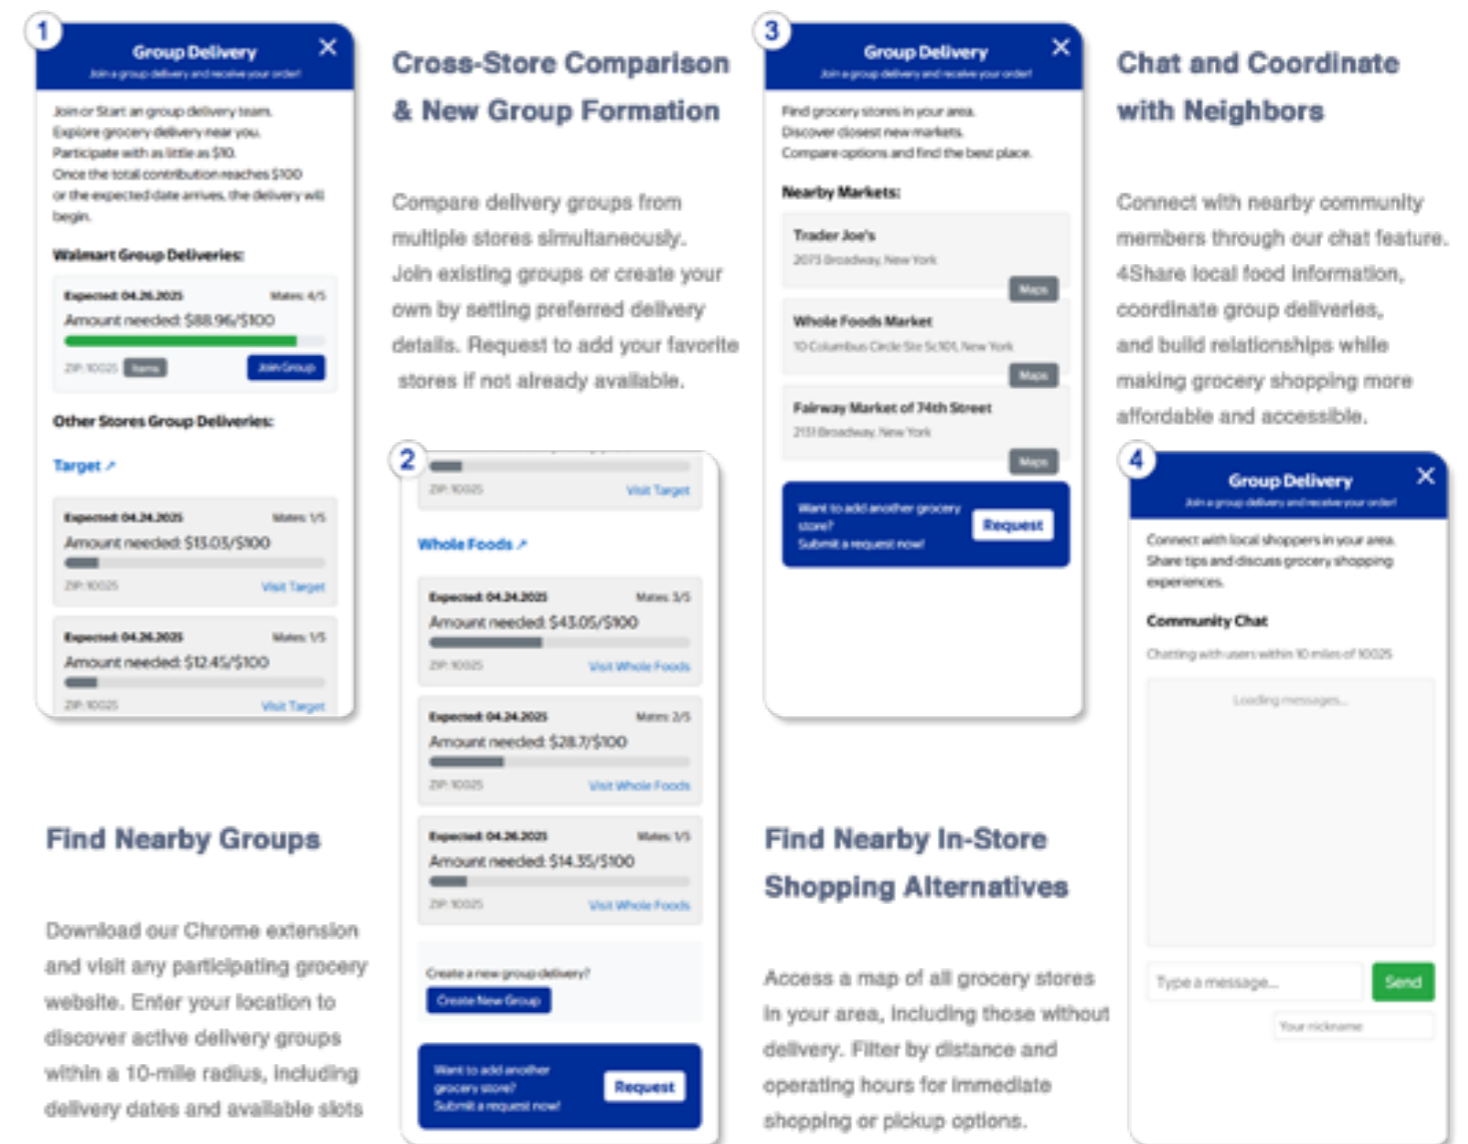 1
Group Delivery
Join a group delivery and receive your order!
Join or Start an group delivery team.
Explore grocery delivery near you.
Participate with as little as $10.
Once the total contribution reaches $100
or the expected date arrives, the delivery will
begin.
Walmart Group Deliveries:
Expected: 04.26.2025 Mates: 4/5
Amount needed: $88.96/$100
ZIP: 10025 Items Join Group
Other Stores Group Deliveries:
Target ↗
Expected: 04.24.2025 Mates: 1/5
Amount needed: $13.03/$100
ZIP: 10025 Visit Target
Expected: 04.26.2025 Mates: 1/5
Amount needed: $12.45/$100
ZIP: 10025 Visit Target
Find Nearby Groups
Download our Chrome extension
and visit any participating grocery
website. Enter your location to
discover active delivery groups
within a 10-mile radius, including
delivery dates and available slots
Cross-Store Comparison
& New Group Formation
Compare delivery groups from
multiple stores simultaneously.
Join existing groups or create your
own by setting preferred delivery
details. Request to add your favorite
stores if not already available.
2
ZIP: 10025 Visit Target
Whole Foods ↗
Expected: 04.24.2025 Mates: 3/5
Amount needed: $43.05/$100
ZIP: 10025 Visit Whole Foods
Expected: 04.24.2025 Mates: 2/5
Amount needed: $28.7/$100
ZIP: 10025 Visit Whole Foods
Expected: 04.26.2025 Mates: 1/5
Amount needed: $14.35/$100
ZIP: 10025 Visit Whole Foods
Create a new group delivery?
Create New Group
Want to add another
grocery store?
Submit a request now!
Request
3
Group Delivery
Join a group delivery and receive your order!
Find grocery stores in your area.
Discover closest new markets.
Compare options and find the best place.
Nearby Markets:
Trader Joe's
2073 Broadway, New York
Maps
Whole Foods Market
10 Columbus Circle Ste Sc101, New York
Maps
Fairway Market of 74th Street
2131 Broadway, New York
Maps
Want to add another grocery
store?
Submit a request now!
Request
Find Nearby In-Store
Shopping Alternatives
Access a map of all grocery stores
in your area, including those without
delivery. Filter by distance and
operating hours for immediate
shopping or pickup options.
Chat and Coordinate
with Neighbors
Connect with nearby community
members through our chat feature.
4Share local food information,
coordinate group deliveries,
and build relationships while
making grocery shopping more
affordable and accessible.
4
Group Delivery
Join a group delivery and receive your order!
Connect with local shoppers in your area.
Share tips and discuss grocery shopping
experiences.
Community Chat
Chatting with users within 10 miles of 10025
Loading messages...
Type a message...
Send
Your nickname